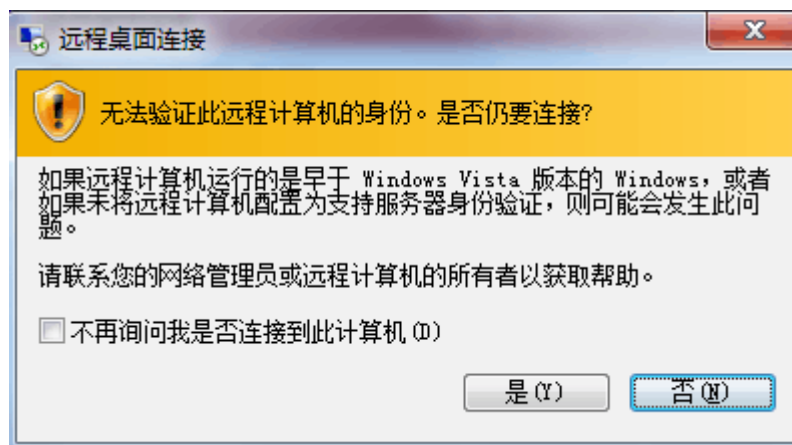 远程桌面连接
无法验证此远程计算机的身份。是否仍要连接?
如果远程计算机运行的是早于 Windows Vista 版本的 Windows，或者
如果未将远程计算机配置为支持服务器身份验证，则可能会发生此问
题。
请联系您的网络管理员或远程计算机的所有者以获取帮助。
不再询问我是否连接到此计算机(D)
是(Y)
否(N)